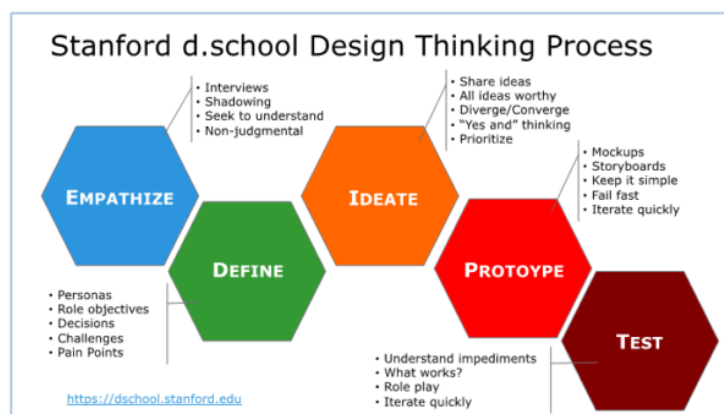 Stanford d.school Design Thinking Process
• Interviews
• Shadowing
• Seek to understand
• Non-judgmental
• Share ideas
• All ideas worthy
• Diverge/Converge
• “Yes and” thinking
• Prioritize
• Mockups
• Storyboards
• Keep it simple
• Fail fast
• Iterate quickly
EMPATHIZE
IDEATE
DEFINE
PROTOYPE
TEST
• Personas
• Role objectives
• Decisions
• Challenges
• Pain Points
• Understand impediments
• What works?
• Role play
• Iterate quickly
https://dschool.stanford.edu